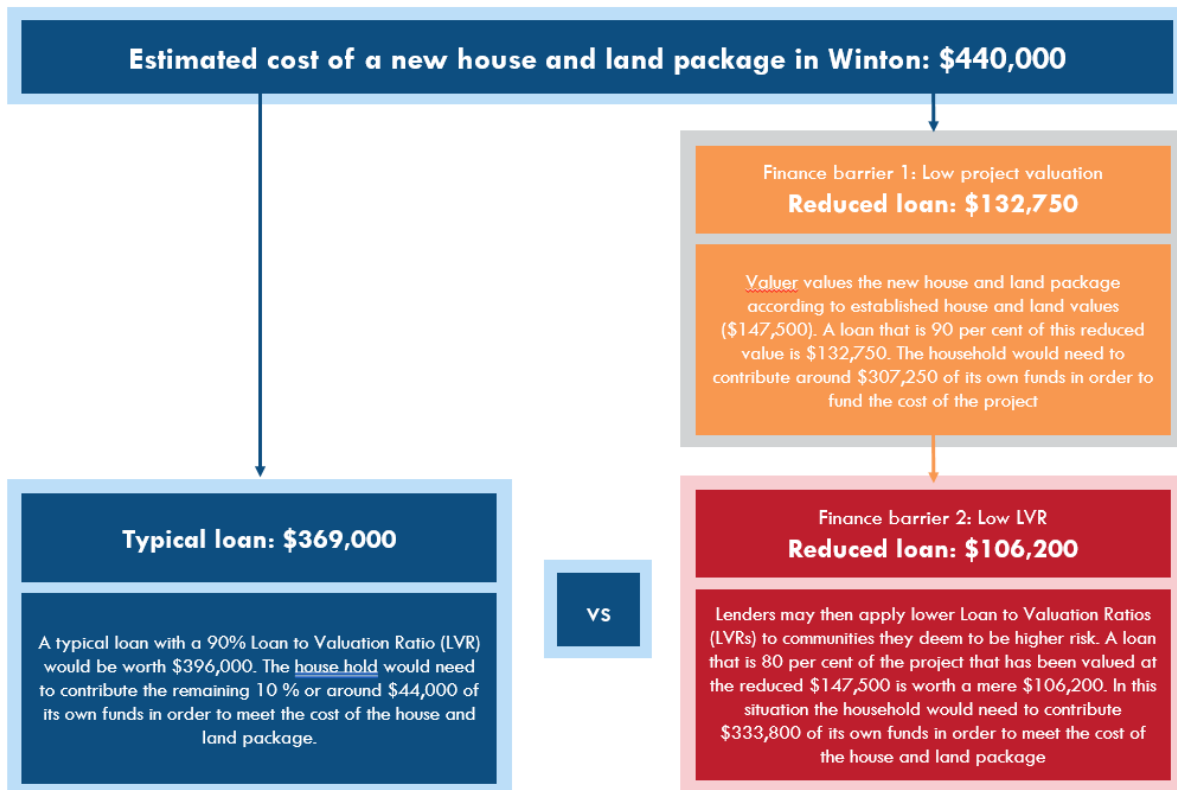 Estimated cost of a new house and land package in Winton: $440,000
Finance barrier 1: Low project valuation
Reduced loan: $132,750
Valuer values the new house and land package
according to established house and land values
($147,500). A loan that is 90 per cent of this reduced
value is $132,750. The household would need to
contribute around $307,250 of its own funds in order to
fund the cost of the project
Typical loan: $369,000
A typical loan with a 90% Loan to Valuation Ratio (LVR)
would be worth $396,000. The house hold would need
to contribute the remaining 10 % or around $44,000 of
its own funds in order to meet the cost of the house and
land package.
vs
Finance barrier 2: Low LVR
Reduced loan: $106,200
Lenders may then apply lower Loan to Valuation Ratios
(LVRs) to communities they deem to be higher risk. A loan
that is 80 per cent of the project that has been valued at
the reduced $147,500 is worth a mere $106,200. In this
situation the household would need to contribute
$333,800 of its own funds in order to meet the cost of
the house and land package